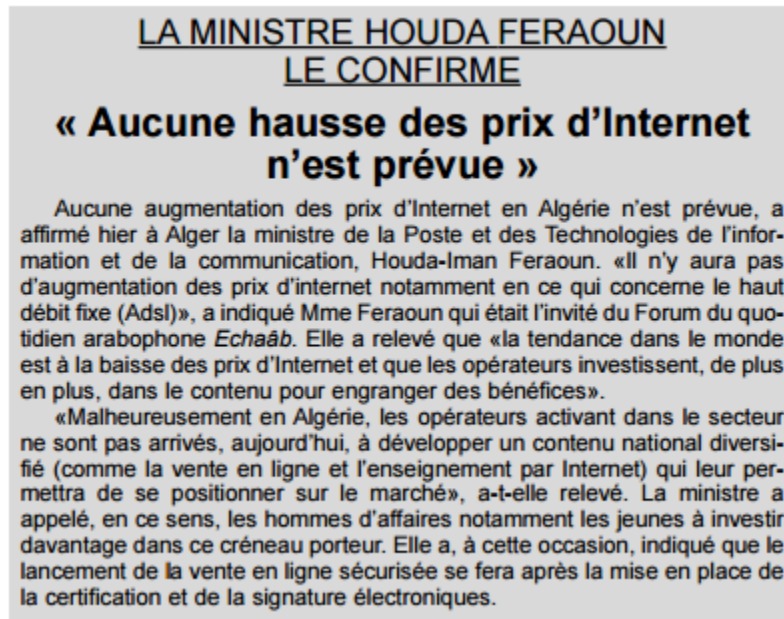 LA MINISTRE HOUDA FERAOUN
LE CONFIRME
« Aucune hausse des prix d’Internet
n’est prévue »
Aucune augmentation des prix d’Internet en Algérie n’est prévue, a
affirmé hier à Alger la ministre de la Poste et des Technologies de l’infor-
mation et de la communication, Houda-Iman Feraoun. «Il n’y aura pas
d’augmentation des prix d’internet notamment en ce qui concerne le haut
débit fixe (Adsl)», a indiqué Mme Feraoun qui était l’invité du Forum du quo-
tidien arabophone Echaâb. Elle a relevé que «la tendance dans le monde
est à la baisse des prix d’Internet et que les opérateurs investissent, de plus
en plus, dans le contenu pour engranger des bénéfices».
«Malheureusement en Algérie, les opérateurs activant dans le secteur
ne sont pas arrivés, aujourd’hui, à développer un contenu national diversi-
fié (comme la vente en ligne et l’enseignement par Internet) qui leur per-
mettra de se positionner sur le marché», a-t-elle relevé. La ministre a
appelé, en ce sens, les hommes d’affaires notamment les jeunes à investir
davantage dans ce créneau porteur. Elle a, à cette occasion, indiqué que le
lancement de la vente en ligne sécurisée se fera après la mise en place de
la certification et de la signature électroniques.